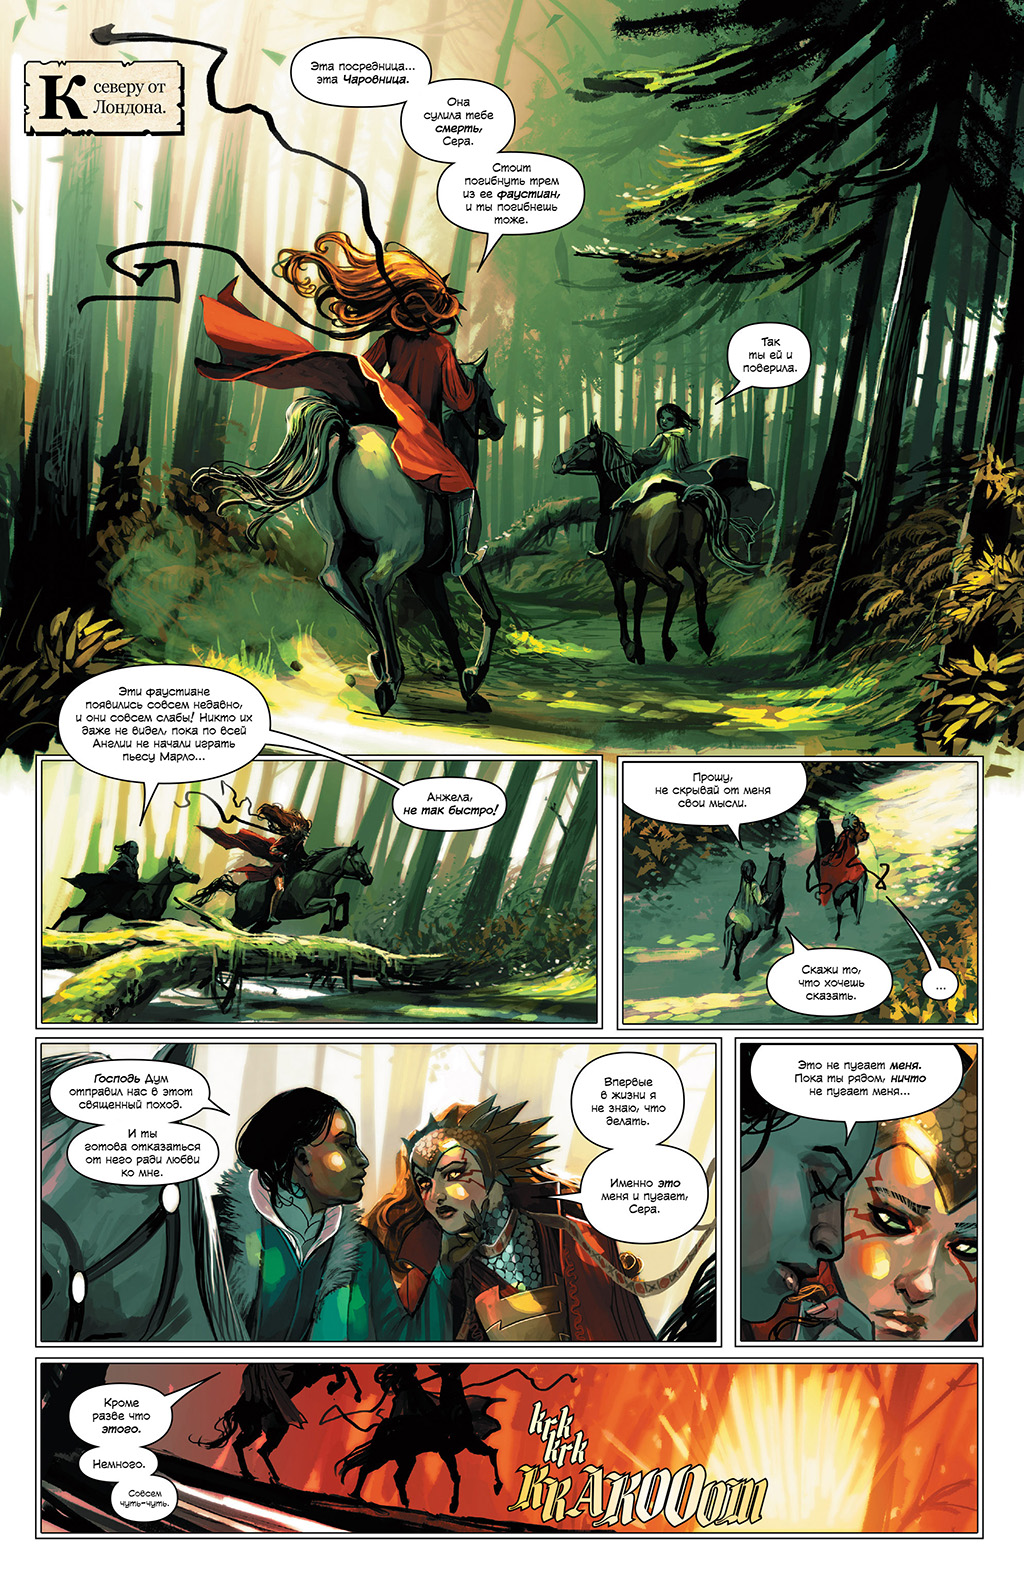 К северу от
Лондона.
Эта посредница...
эта Чаровница.
Она
сулила тебе
смерть,
Сера.
Стоит
погибнуть трем
из ее фаустиан,
и ты погибнешь
тоже.
Так
ты ей и
поверила.
Эти фаустиане
появились совсем недавно,
и они совсем слабы! Никто их
даже не видел, пока по всей
Англии не начали играть
пьесу Марло...
Анжела,
не так быстро!
Прошу,
не скрывай от меня
свои мысли.
Скажи то,
что хочешь
сказать.
...
Господь Дум
отправил нас в этот
священный поход.
И ты
готова отказаться
от него ради любви
ко мне.
Впервые
в жизни я
не знаю, что
делать.
Именно это
меня и пугает,
Сера.
Это не пугает меня.
Пока ты рядом, ничто
не пугает меня...
Кроме
разве что
этого.
Немного.
Совсем
чуть-чуть.
krk
krk
KRAKOOOom